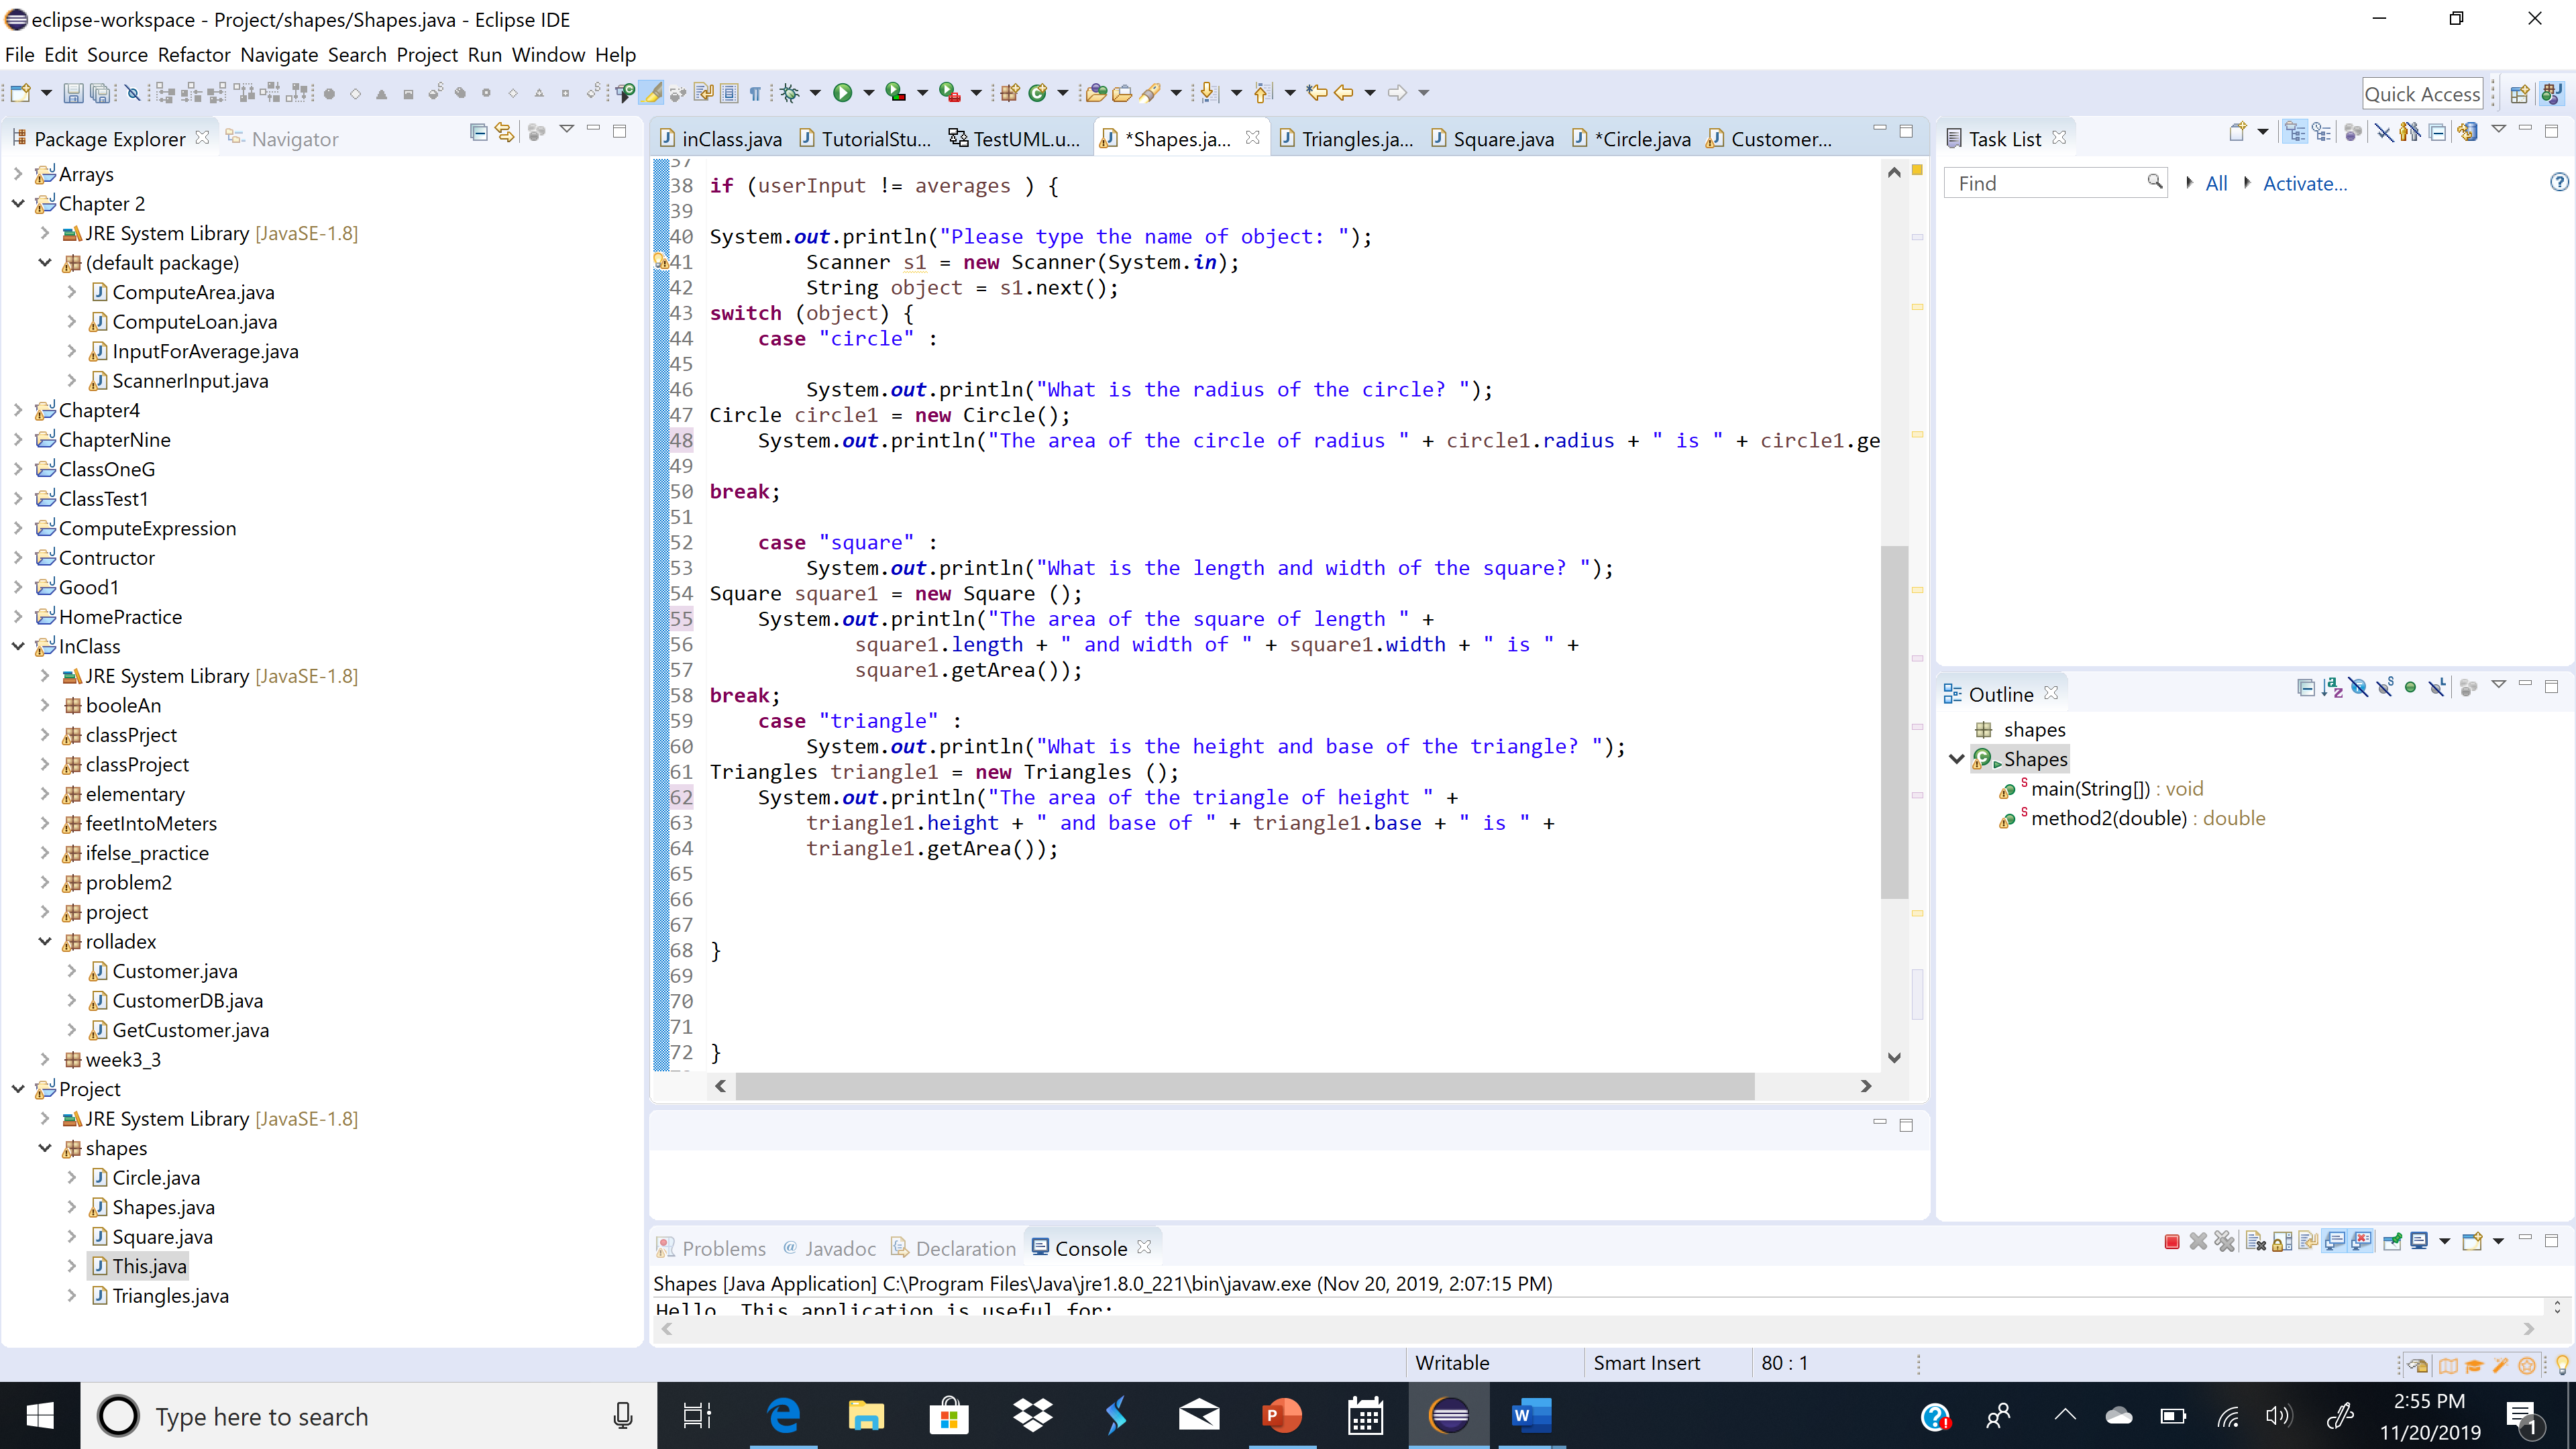 eclipse-workspace - Project/shapes/Shapes.java - Eclipse IDE
File Edit Source Refactor Navigate Search Project Run Window Help
Quick Access
Package Explorer Navigator
Arrays
Chapter 2
JRE System Library [JavaSE-1.8]
(default package)
ComputeArea.java
ComputeLoan.java
InputForAverage.java
ScannerInput.java
Chapter4
ChapterNine
ClassOneG
ClassTest1
ComputeExpression
Contructor
Good1
HomePractice
InClass
JRE System Library [JavaSE-1.8]
booleAn
classPrject
classProject
elementary
feetIntoMeters
ifelse_practice
problem2
project
rolladex
Customer.java
CustomerDB.java
GetCustomer.java
week3_3
Project
JRE System Library [JavaSE-1.8]
shapes
Circle.java
Shapes.java
Square.java
This.java
Triangles.java
inClass.java TutorialStu... TestUML.u... *Shapes.ja... Triangles.ja... Square.java *Circle.java Customer...
37
38 if (userInput != averages ) {
39
40 System.out.println("Please type the name of object: ");
41 Scanner s1 = new Scanner(System.in);
42 String object = s1.next();
43 switch (object) {
44 case "circle" :
45
46 System.out.println("What is the radius of the circle? ");
47 Circle circle1 = new Circle();
48 System.out.println("The area of the circle of radius " + circle1.radius + " is " + circle1.ge
49
50 break;
51
52 case "square" :
53 System.out.println("What is the length and width of the square? ");
54 Square square1 = new Square ();
55 System.out.println("The area of the square of length " +
56 square1.length + " and width of " + square1.width + " is " +
57 square1.getArea());
58 break;
59 case "triangle" :
60 System.out.println("What is the height and base of the triangle? ");
61 Triangles triangle1 = new Triangles ();
62 System.out.println("The area of the triangle of height " +
63 triangle1.height + " and base of " + triangle1.base + " is " +
64 triangle1.getArea());
65
66
67
68 }
69
70
71
72 }
Task List
Find All Activate...
Outline
shapes
Shapes
main(String[]) : void
method2(double) : double
Problems @ Javadoc Declaration Console
Shapes [Java Application] C:\Program Files\Java\jre1.8.0_221\bin\javaw.exe (Nov 20, 2019, 2:07:15 PM)
Hello. This application is useful for:
Writable Smart Insert 80 : 1
Type here to search
2:55 PM
11/20/2019
1